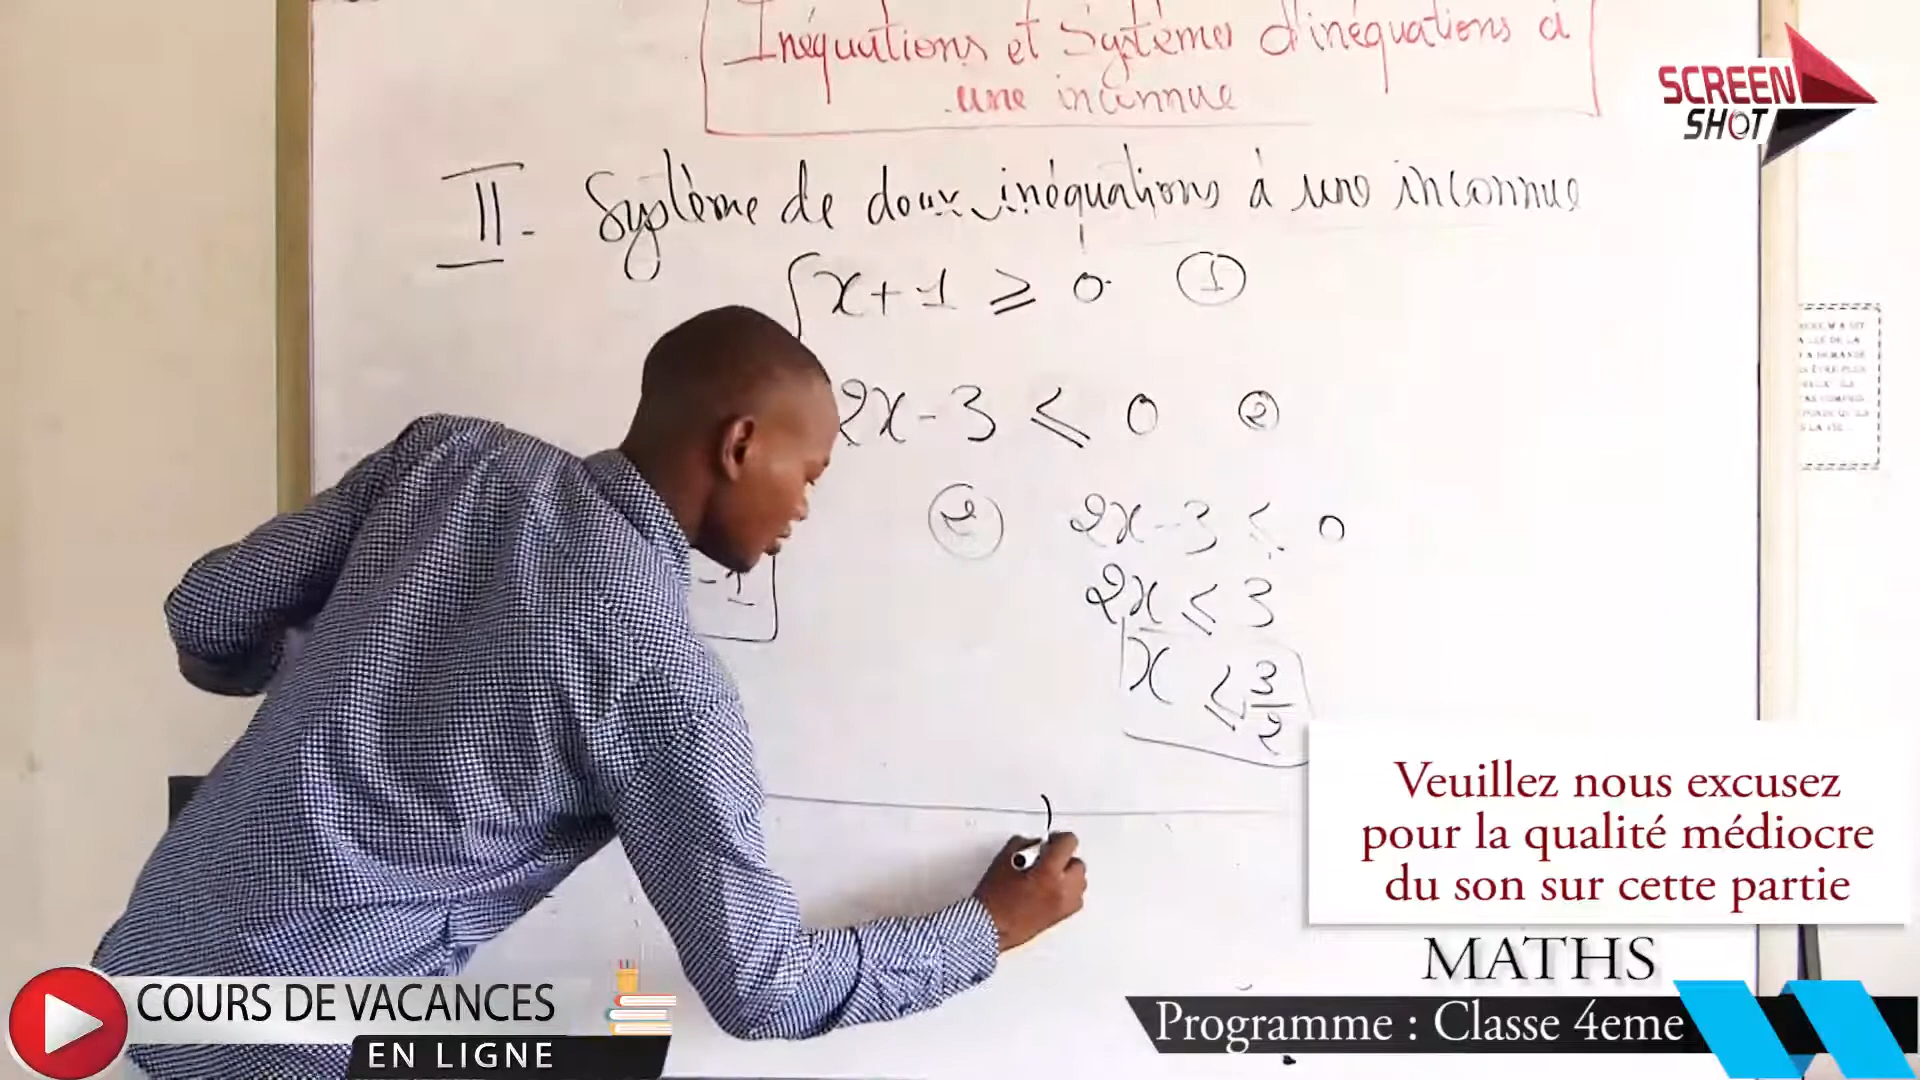 Inéquations et Systèmes d'inéquations à
une inconnue
SCREEN
SHOT
II. Système de deux inéquations à une inconnue
x + 1 ≥ 0 ①
2x - 3 ≤ 0 ②
② 2x - 3 ≤ 0
2x ≤ 3
- 1
x ≤ 3/2
Veuillez nous excusez
pour la qualité médiocre
du son sur cette partie
MATHS
Programme : Classe 4eme
COURS DE VACANCES
EN LIGNE